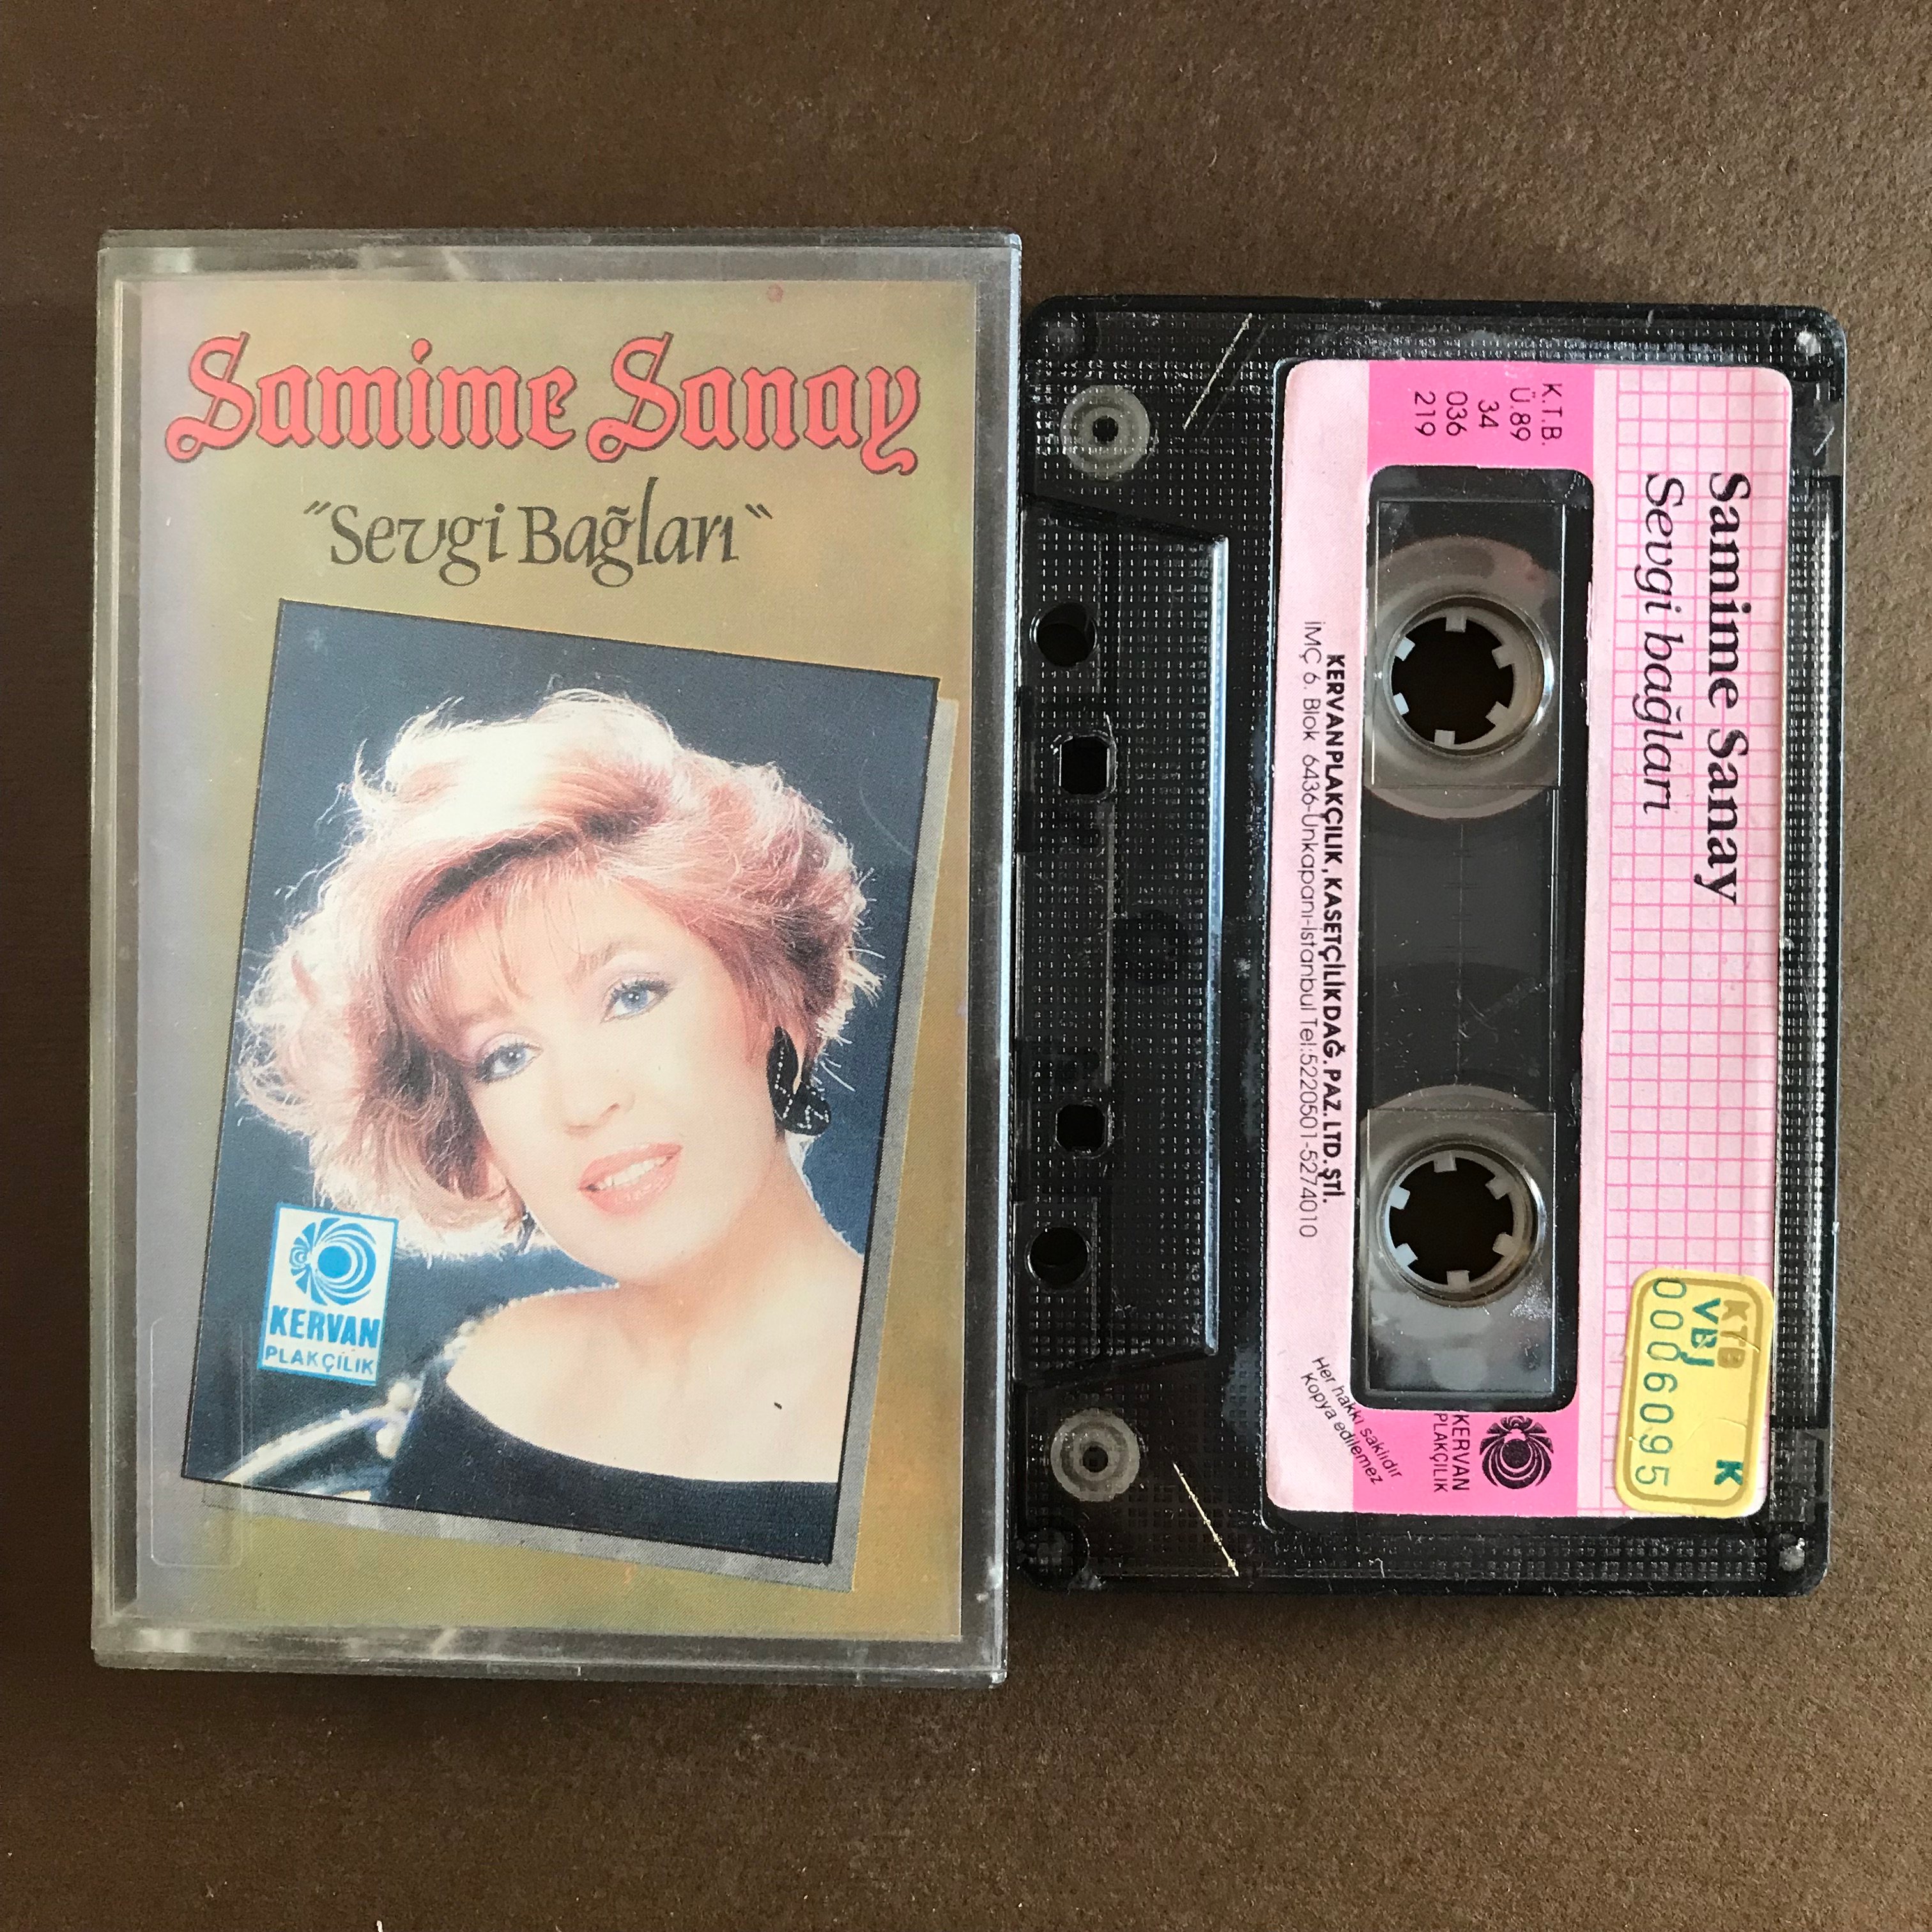 Samime Sanay
"Sevgi Bağları"
KERVAN
PLAKÇILIK
Samime Sanay
Sevgi bağları
K.T.B.
Ü.89
34
036
219
KERVAN PLAKÇILIK, KASETÇİLİK DAĞ. PAZ. LTD. ŞTİ.
İMÇ 6. Blok 6436-Unkapanı-İstanbul Tel:5220501-5274010
KERVAN
PLAKÇILIK
Her hakkı saklıdır
Kopya edilemez
KTB K
VBJ
0006095